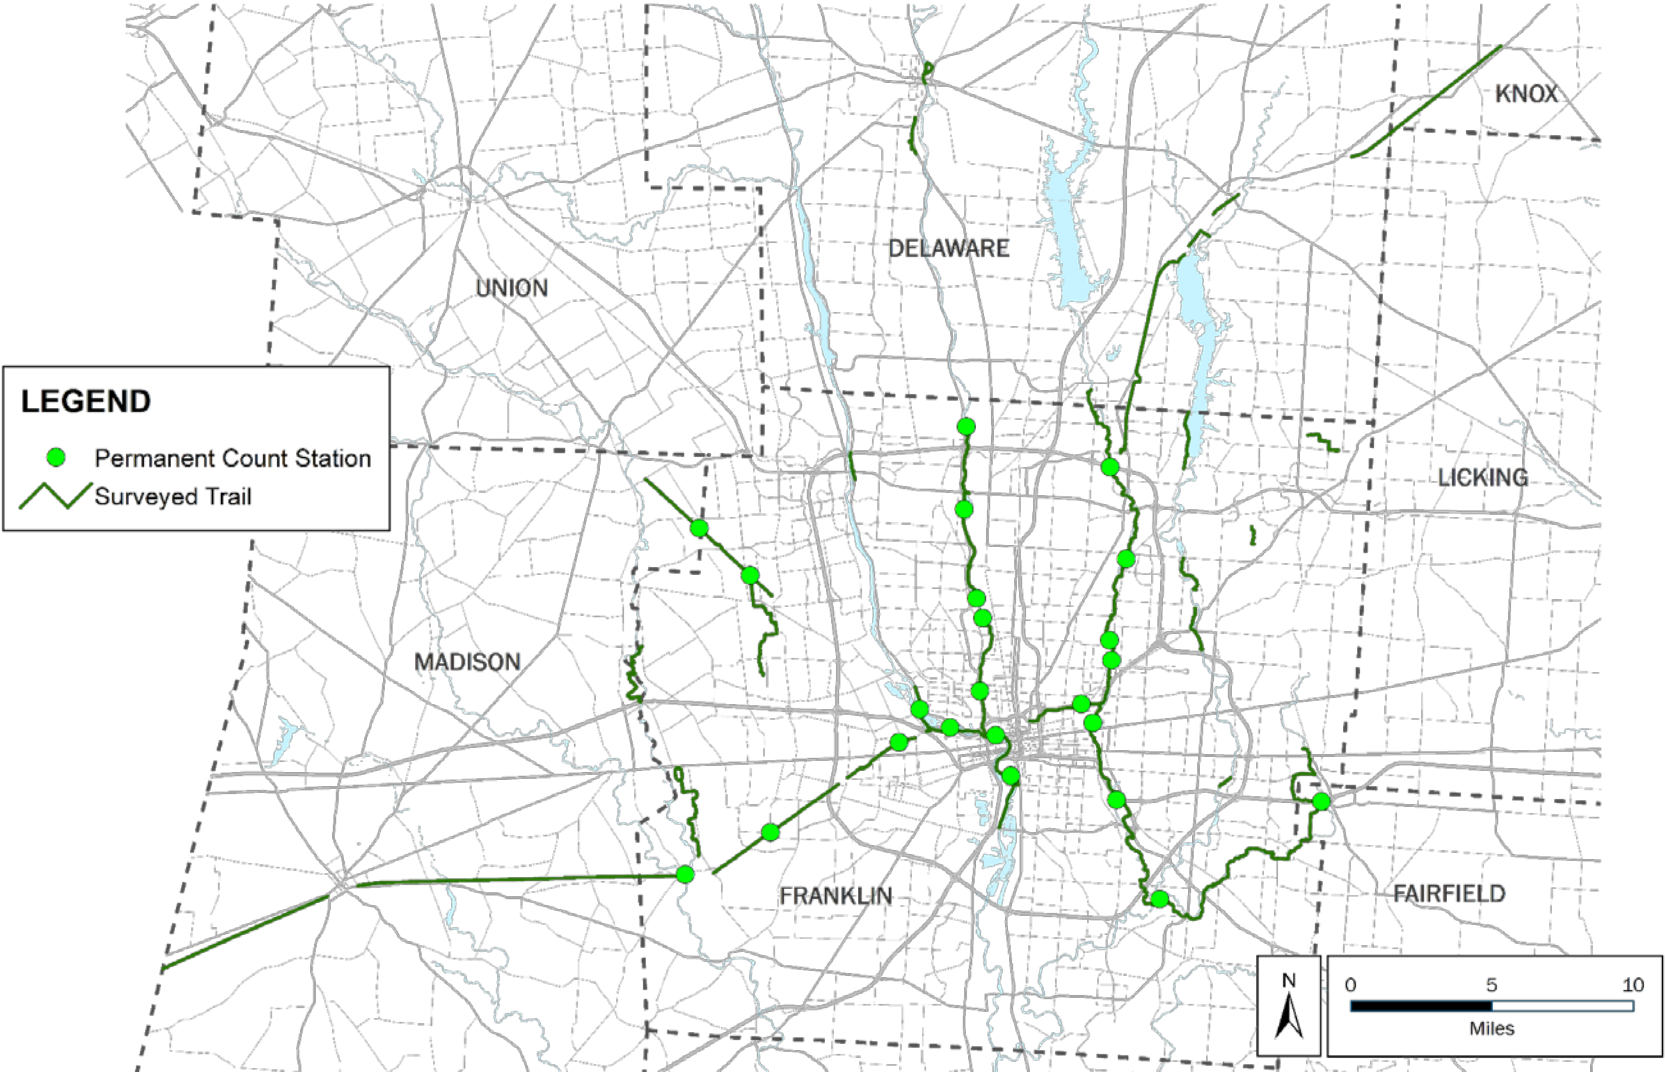 KNOX
DELAWARE
UNION
LEGEND
Permanent Count Station
Surveyed Trail
LICKING
MADISON
FRANKLIN
FAIRFIELD
N
0 5 10
Miles